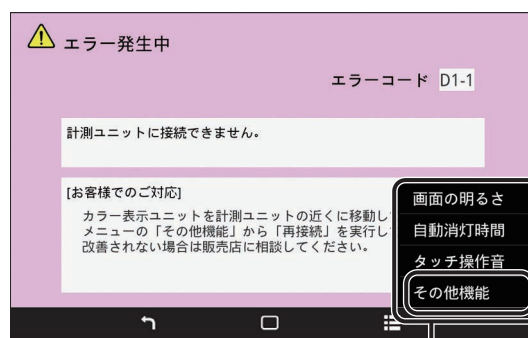 エラー発生中
エラーコード D1-1
計測ユニットに接続できません。
[お客様でのご対応]
カラー表示ユニットを計測ユニットの近くに移動し
メニューの「その他機能」から「再接続」を実行し
改善されない場合は販売店に相談してください。
画面の明るさ
自動消灯時間
タッチ操作音
その他機能